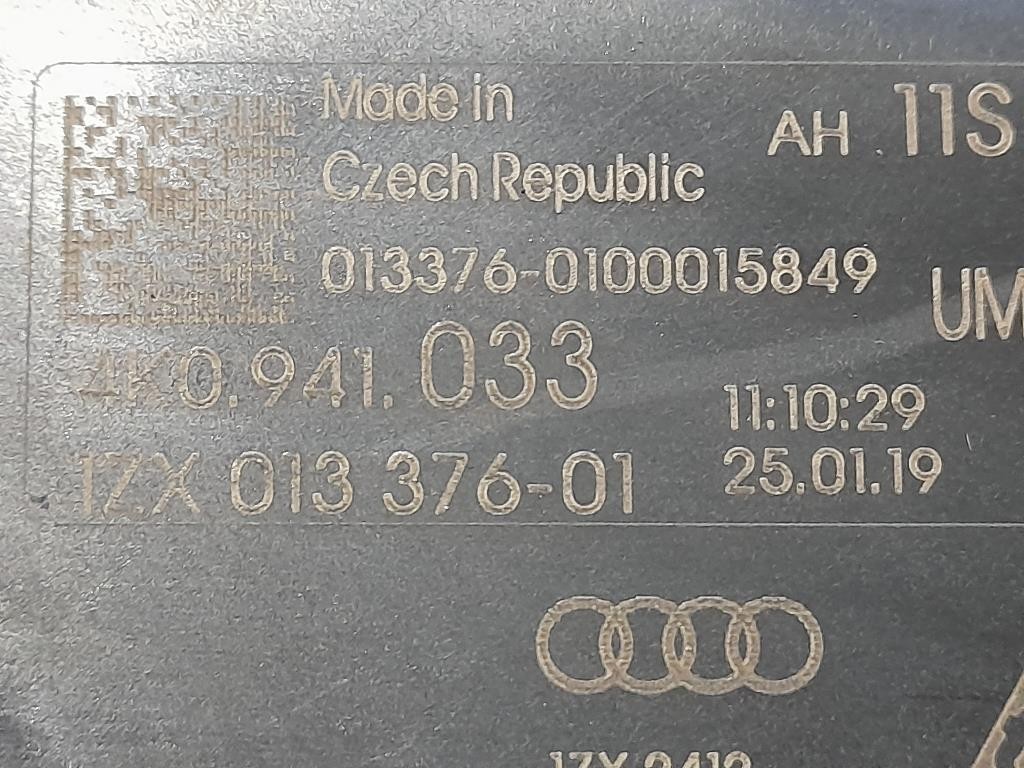 Made in
Czech Republic
AH 11S
013376-0100015849
UM
4K0.941.033
11:10:29
1ZX 013 376-01
25.01.19